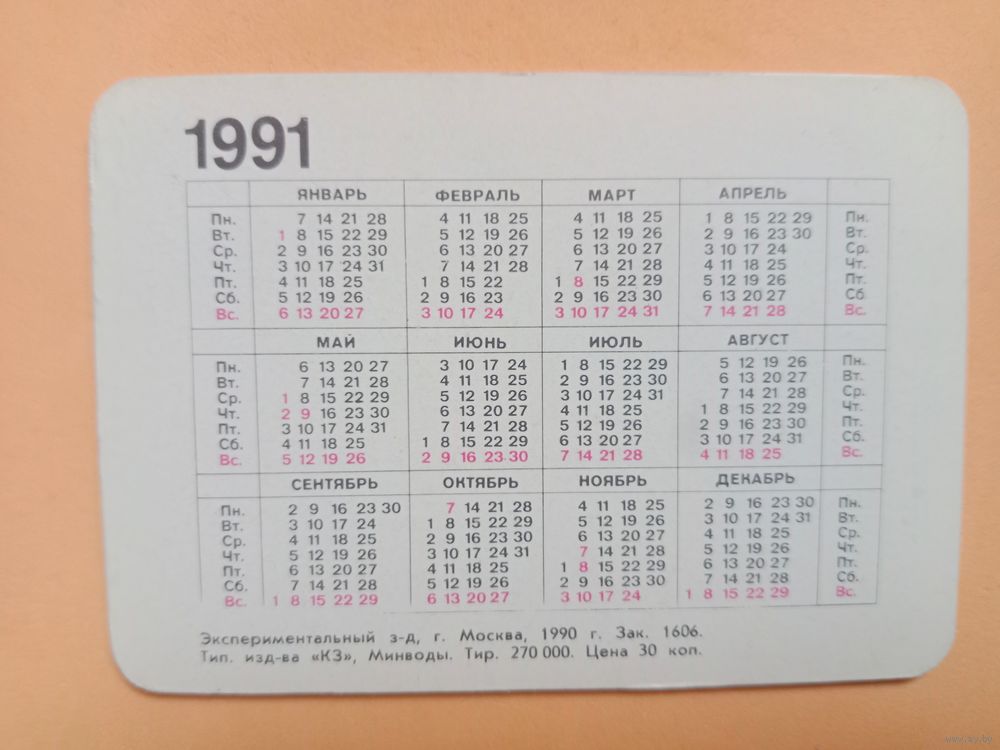 1991
ЯНВАРЬ ФЕВРАЛЬ МАРТ АПРЕЛЬ
Пн. 7 14 21 28 4 11 18 25 4 11 18 25 1 8 15 22 29 Пн.
Вт. 1 8 15 22 29 5 12 19 26 5 12 19 26 2 9 16 23 30 Вт.
Ср. 2 9 16 23 30 6 13 20 27 6 13 20 27 3 10 17 24 Ср.
Чт. 3 10 17 24 31 7 14 21 28 7 14 21 28 4 11 18 25 Чт.
Пт. 4 11 18 25 1 8 15 22 1 8 15 22 29 5 12 19 26 Пт.
Сб. 5 12 19 26 2 9 16 23 2 9 16 23 30 6 13 20 27 Сб
Вс. 6 13 20 27 3 10 17 24 3 10 17 24 31 7 14 21 28 Вс.
МАЙ ИЮНЬ ИЮЛЬ АВГУСТ
Пн. 6 13 20 27 3 10 17 24 1 8 15 22 29 5 12 19 26 Пн.
Вт. 7 14 21 28 4 11 18 25 2 9 16 23 30 6 13 20 27 Вт.
Ср. 1 8 15 22 29 5 12 19 26 3 10 17 24 31 7 14 21 28 Ср.
Чт. 2 9 16 23 30 6 13 20 27 4 11 18 25 1 8 15 22 29 Чт.
Пт. 3 10 17 24 31 7 14 21 28 5 12 19 26 2 9 16 23 30 Пт.
Сб. 4 11 18 25 1 8 15 22 29 6 13 20 27 3 10 17 24 31 Сб.
Вс. 5 12 19 26 2 9 16 23 30 7 14 21 28 4 11 18 25 Вс.
СЕНТЯБРЬ ОКТЯБРЬ НОЯБРЬ ДЕКАБРЬ
Пн. 2 9 16 23 30 7 14 21 28 4 11 18 25 2 9 16 23 30 Пн.
Вт. 3 10 17 24 1 8 15 22 29 5 12 19 26 3 10 17 24 31 Вт.
Ср. 4 11 18 25 2 9 16 23 30 6 13 20 27 4 11 18 25 Ср.
Чт. 5 12 19 26 3 10 17 24 31 7 14 21 28 5 12 19 26 Чт.
Пт. 6 13 20 27 4 11 18 25 1 8 15 22 29 6 13 20 27 Пт.
Сб. 7 14 21 28 5 12 19 26 2 9 16 23 30 7 14 21 28 Сб.
Вс. 1 8 15 22 29 6 13 20 27 3 10 17 24 1 8 15 22 29 Вс.
Экспериментальный з-д, г. Москва, 1990 г. Зак. 1606.
Тип. изд-ва «КЗ», Минводы. Тир. 270 000. Цена 30 коп.